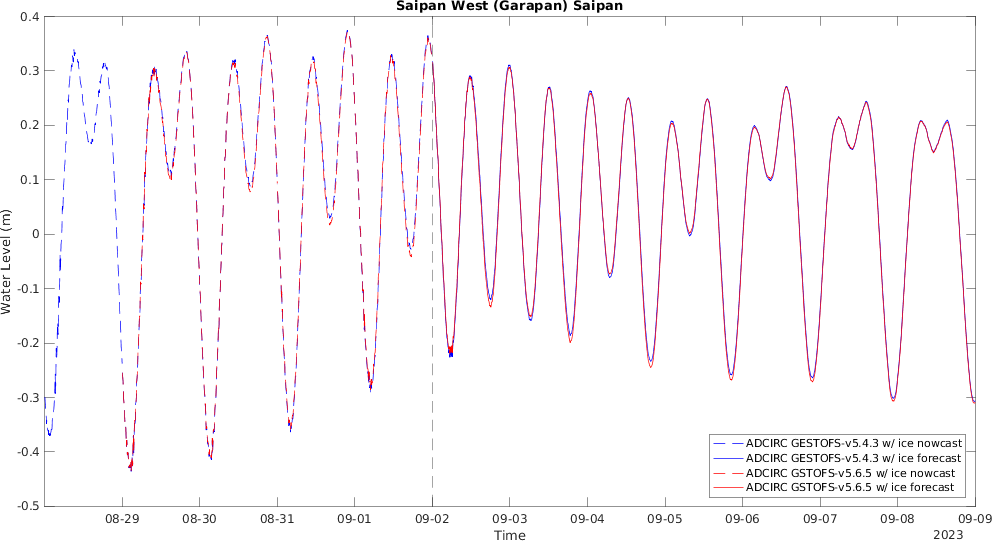 Saipan West (Garapan) Saipan
0.4
0.3
0.2
0.1
0
-0.1
-0.2
-0.3
-0.4
-0.5
Water Level (m)
ADCIRC GESTOFS-v5.4.3 w/ ice nowcast
ADCIRC GESTOFS-v5.4.3 w/ ice forecast
ADCIRC GSTOFS-v5.6.5 w/ ice nowcast
ADCIRC GSTOFS-v5.6.5 w/ ice forecast
08-29 08-30 08-31 09-01 09-02 09-03 09-04 09-05 09-06 09-07 09-08 09-09
Time
2023